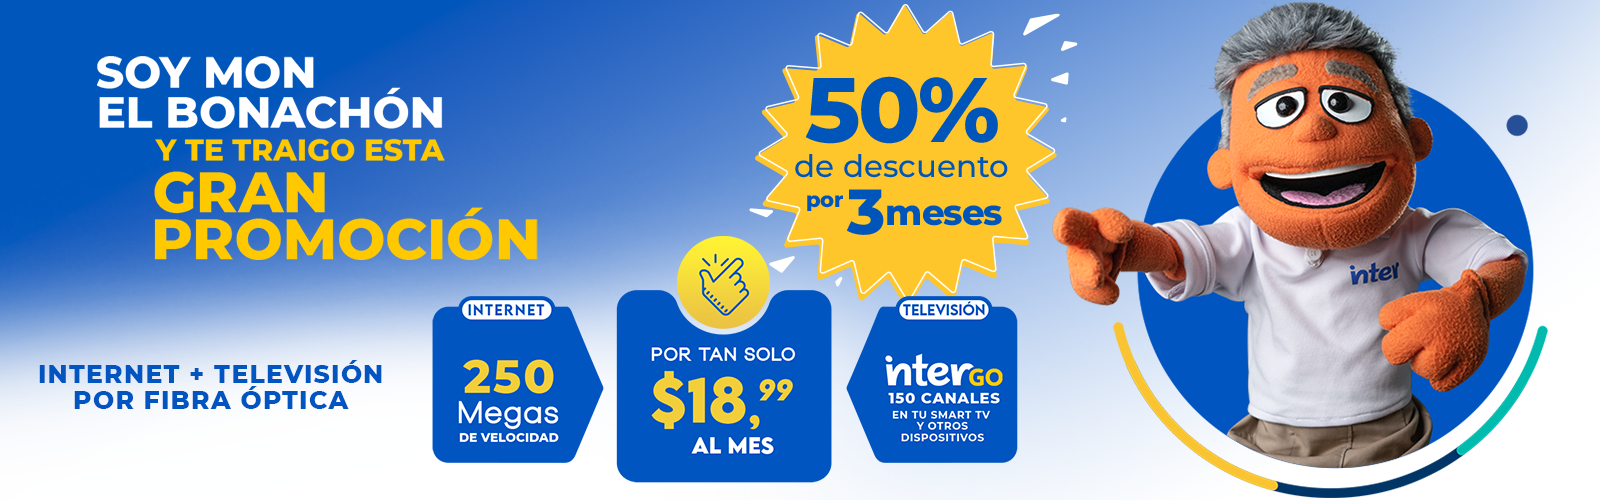 SOY MON
EL BONACHÓN
Y TE TRAIGO ESTA
GRAN
PROMOCIÓN
50%
de descuento
por 3 meses
INTERNET + TELEVISIÓN
POR FIBRA ÓPTICA
INTERNET
250
Megas
DE VELOCIDAD
POR TAN SOLO
$18,99
AL MES
TELEVISIÓN
interGO
150 CANALES
EN TU SMART TV
Y OTROS
DISPOSITIVOS
inter